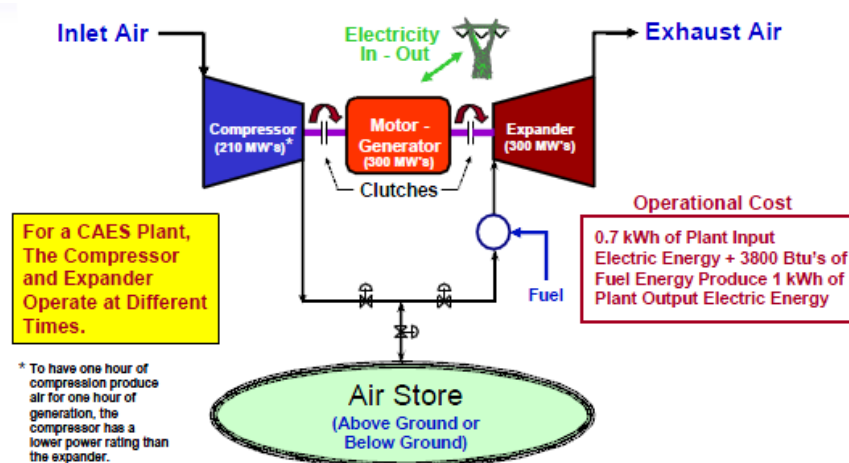 Inlet Air
Electricity
In - Out
Exhaust Air
Compressor
(210 MW's)*
Motor -
Generator
(300 MW's)
Expander
(300 MW's)
Clutches
For a CAES Plant,
The Compressor
and Expander
Operate at Different
Times.
Operational Cost
0.7 kWh of Plant Input
Electric Energy + 3800 Btu's of
Fuel Energy Produce 1 kWh of
Plant Output Electric Energy
Fuel
* To have one hour of
compression produce
air for one hour of
generation, the
compressor has a
lower power rating than
the expander.
Air Store
(Above Ground or
Below Ground)